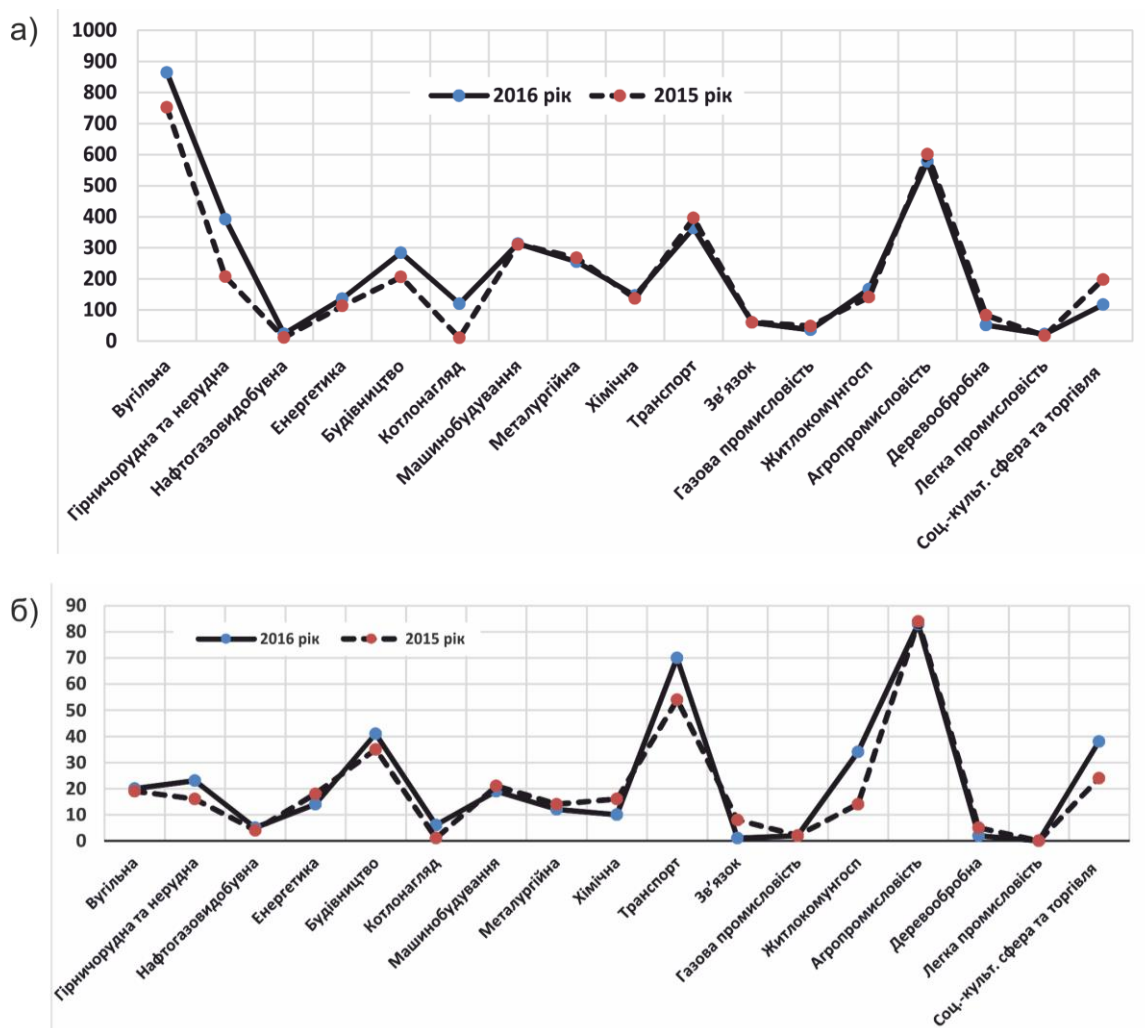 а)
1000
900
800
700
600
500
400
300
200
100
0
2016 рік
2015 рік
Вугільна
Гірничорудна та нерудна
Нафтогазовидобувна
Енергетика
Будівництво
Котлонагляд
Машинобудування
Металургійна
Хімічна
Транспорт
Зв'язок
Газова промисловість
Житлокомунгосп
Агропромисловість
Деревообробна
Легка промисловість
Соц.-культ. сфера та торгівля
б)
90
80
70
60
50
40
30
20
10
0
2016 рік
2015 рік
Вугільна
Гірничорудна та нерудна
Нафтогазовидобувна
Енергетика
Будівництво
Котлонагляд
Машинобудування
Металургійна
Хімічна
Транспорт
Зв'язок
Газова промисловість
Житлокомунгосп
Агропромисловість
Деревообробна
Легка промисловість
Соц.-культ. сфера та торгівля